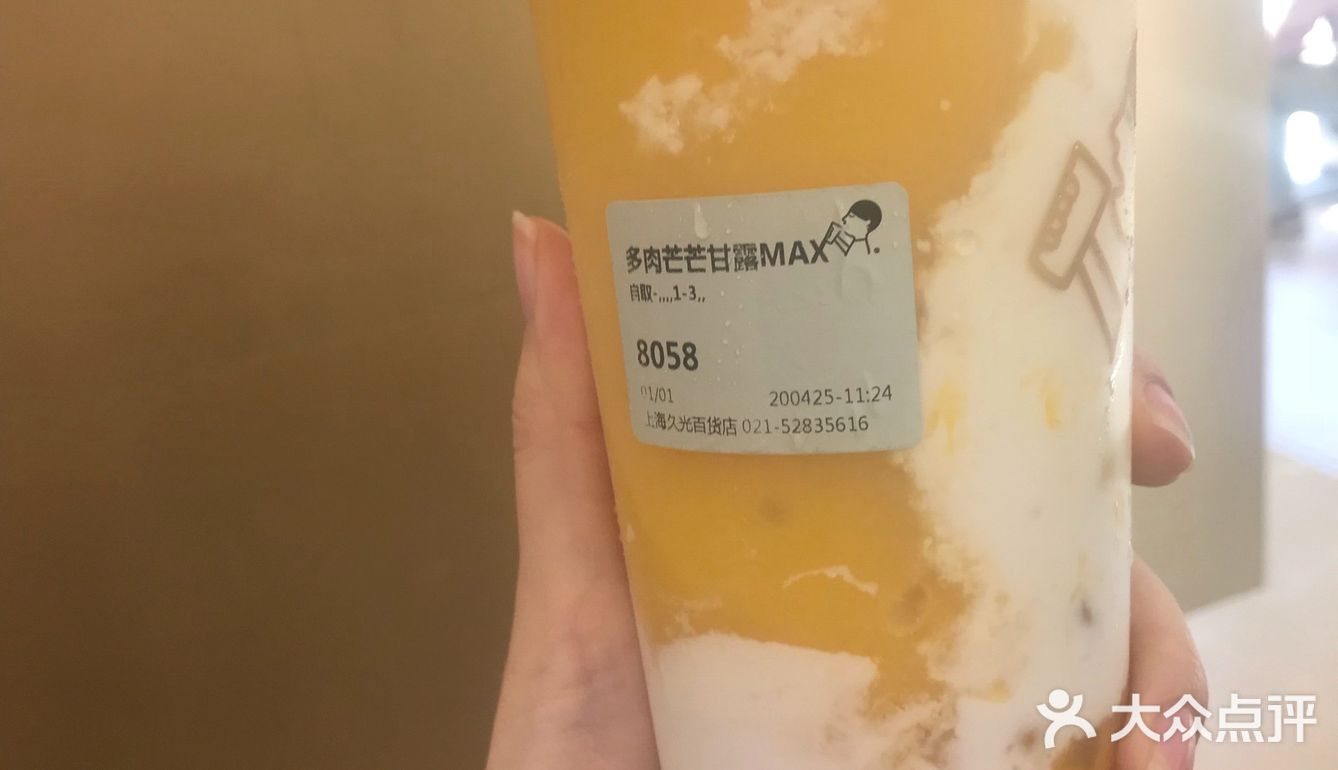 多肉芒芒甘露MAX
自取-,,,,1-3,,
8058
01/01 200425-11:24
上海久光百货店 021-52835616
大众点评